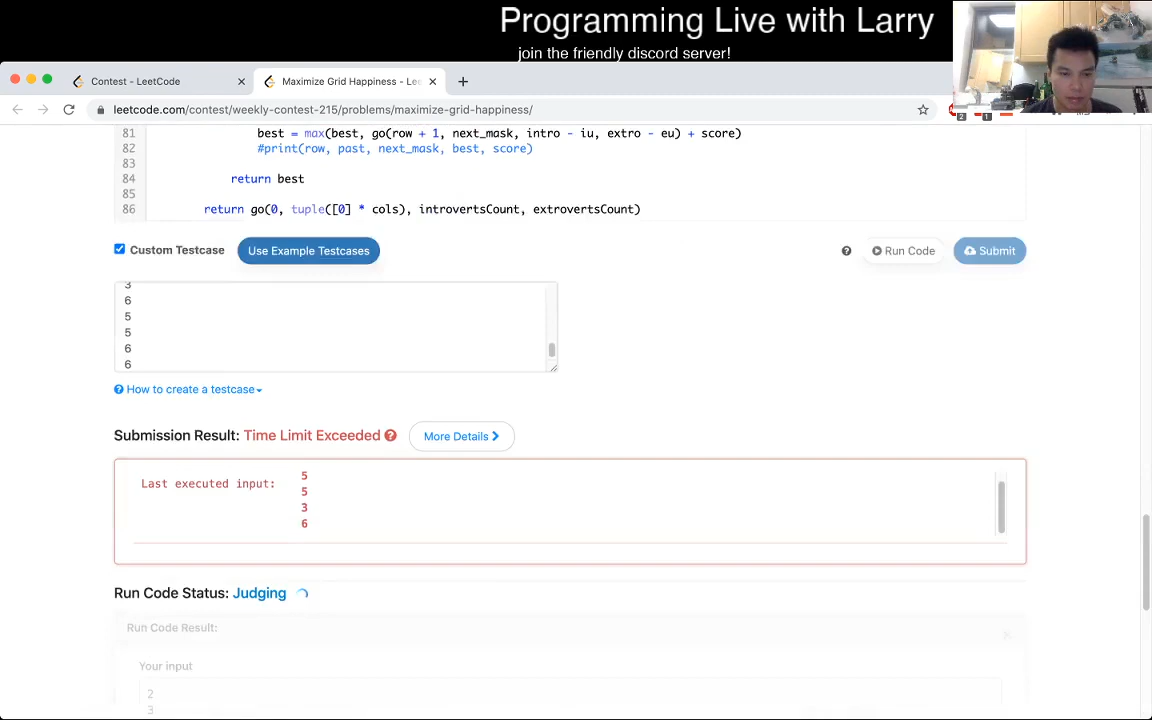 Programming Live with Larry
join the friendly discord server!
Contest - LeetCode
Maximize Grid Happiness - Lee
leetcode.com/contest/weekly-contest-215/problems/maximize-grid-happiness/
2
1
81 best = max(best, go(row + 1, next_mask, intro - iu, extro - eu) + score)
82 #print(row, past, next_mask, best, score)
83
84 return best
85
86 return go(0, tuple([0] * cols), introvertsCount, extrovertsCount)
Custom Testcase
Use Example Testcases
? Run Code
Submit
3
6
5
5
6
6
? How to create a testcase
Submission Result: Time Limit Exceeded ? More Details
Last executed input:
5
5
3
6
Run Code Status: Judging
Run Code Result:
Your input
2
3